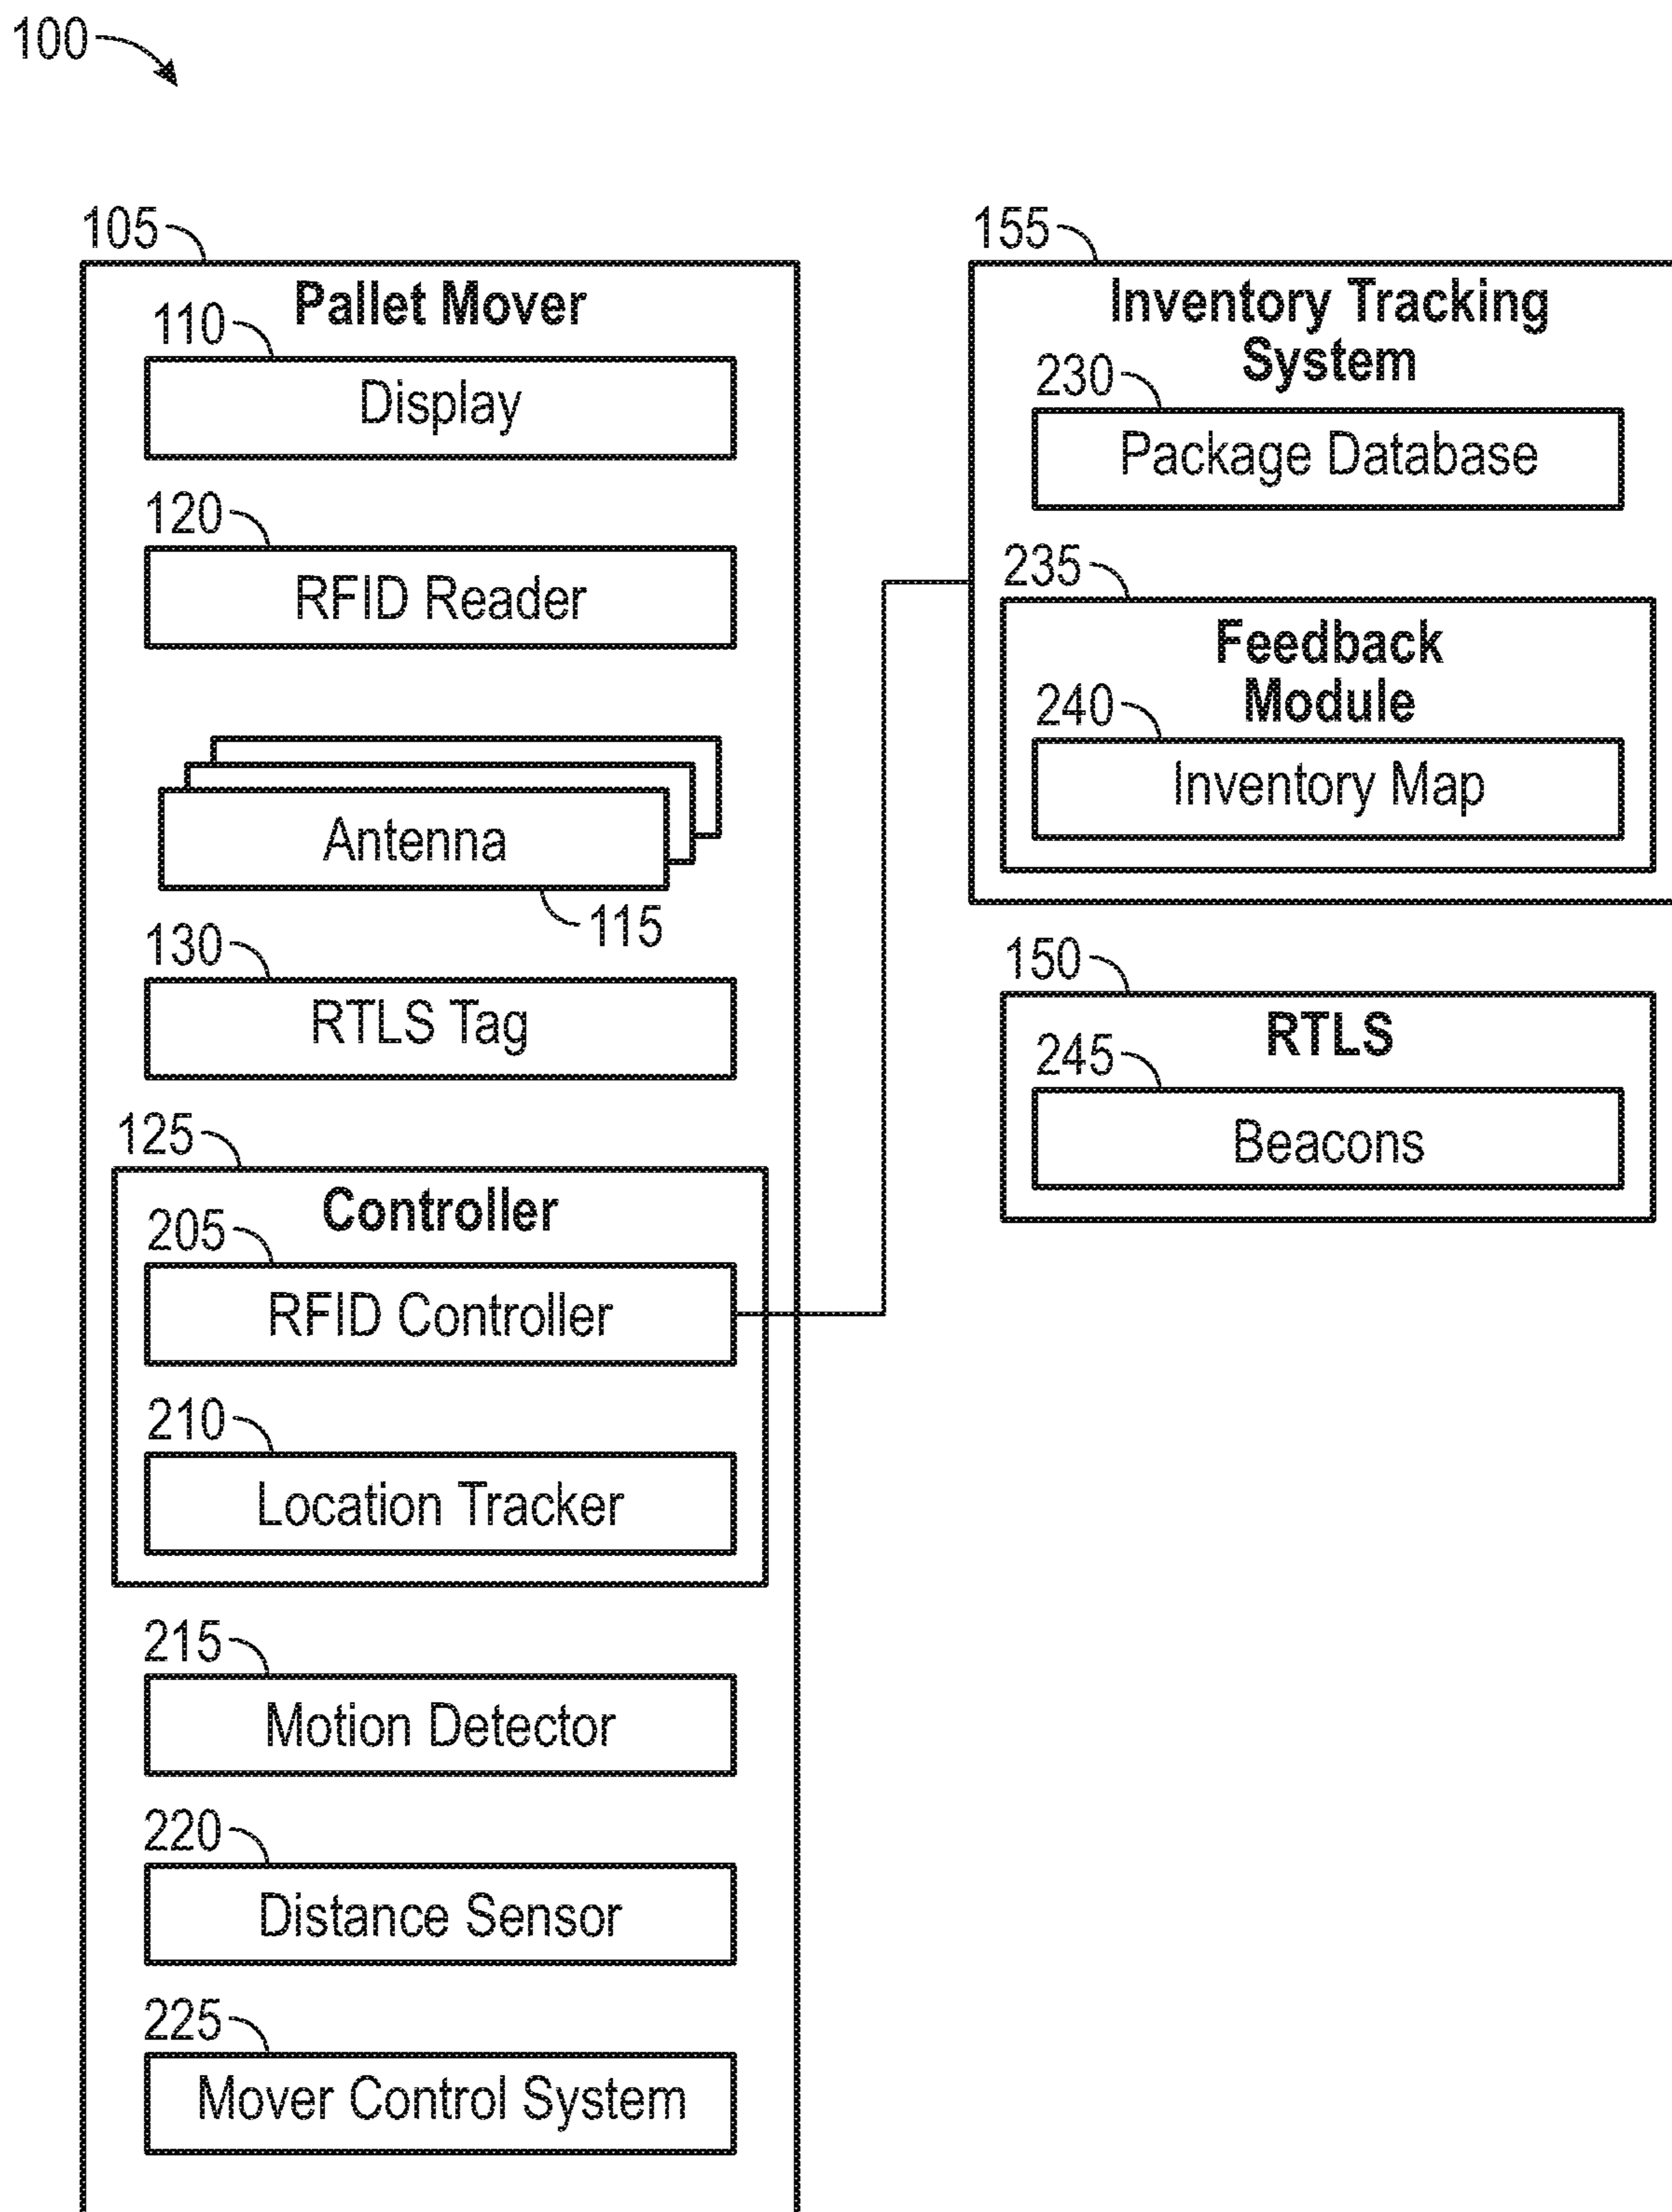 100
105
Pallet Mover
110
Display
120
RFID Reader
Antenna
115
130
RTLS Tag
125
Controller
205
RFID Controller
210
Location Tracker
215
Motion Detector
220
Distance Sensor
225
Mover Control System
155
Inventory Tracking
System
230
Package Database
235
Feedback
Module
240
Inventory Map
150
RTLS
245
Beacons